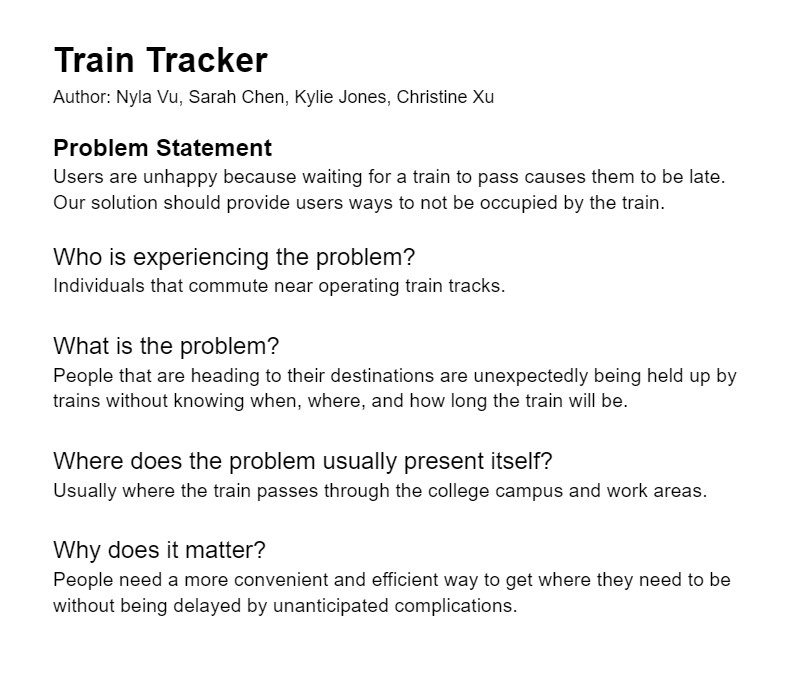 Train Tracker
Author: Nyla Vu, Sarah Chen, Kylie Jones, Christine Xu
Problem Statement
Users are unhappy because waiting for a train to pass causes them to be late.
Our solution should provide users ways to not be occupied by the train.
Who is experiencing the problem?
Individuals that commute near operating train tracks.
What is the problem?
People that are heading to their destinations are unexpectedly being held up by
trains without knowing when, where, and how long the train will be.
Where does the problem usually present itself?
Usually where the train passes through the college campus and work areas.
Why does it matter?
People need a more convenient and efficient way to get where they need to be
without being delayed by unanticipated complications.